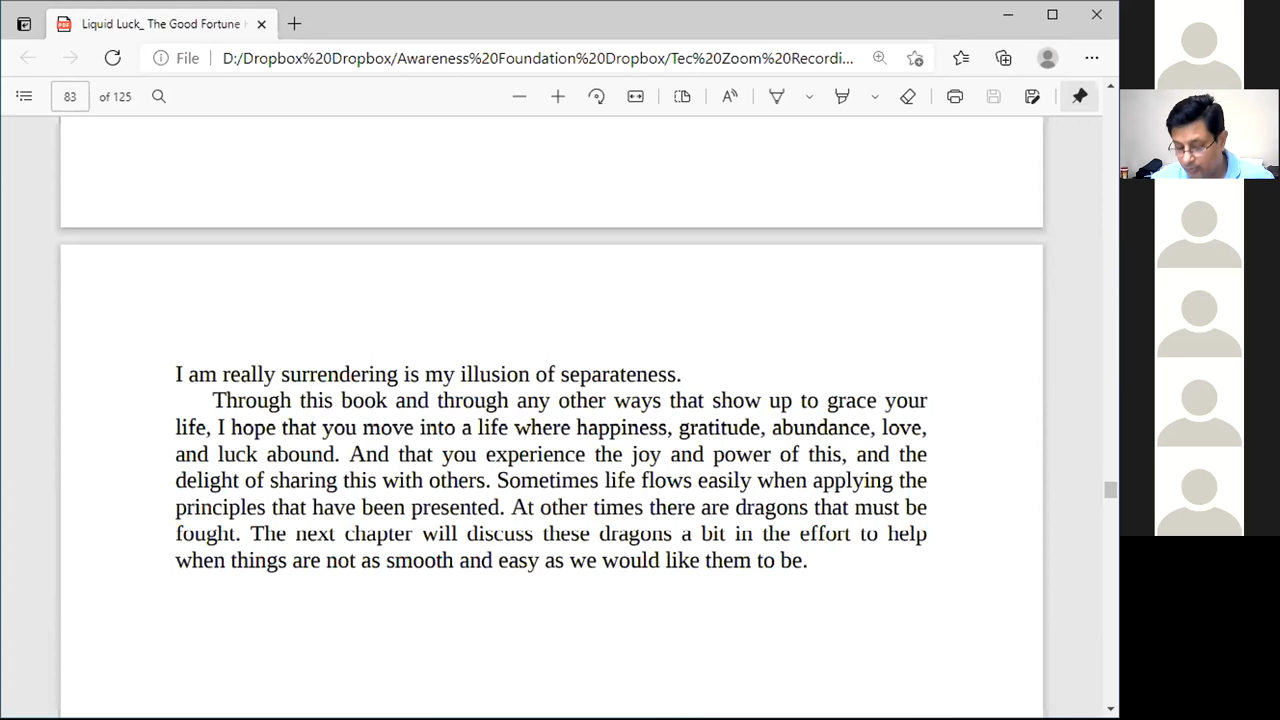 Liquid Luck_ The Good Fortune
File
D:/Dropbox%20Dropbox/Awareness%20Foundation%20Dropbox/Tec%20Zoom%20Recordi...
83 of 125
I am really surrendering is my illusion of separateness.
Through this book and through any other ways that show up to grace your
life, I hope that you move into a life where happiness, gratitude, abundance, love,
and luck abound. And that you experience the joy and power of this, and the
delight of sharing this with others. Sometimes life flows easily when applying the
principles that have been presented. At other times there are dragons that must be
fought. The next chapter will discuss these dragons a bit in the effort to help
when things are not as smooth and easy as we would like them to be.